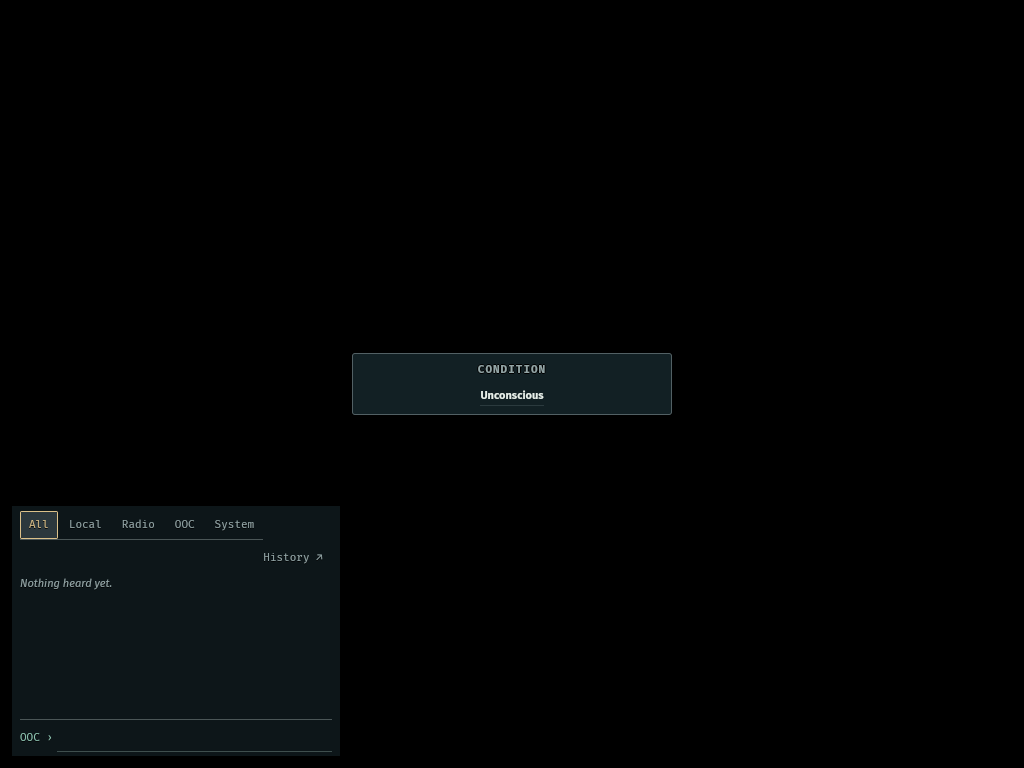 CONDITION
Unconscious
All Local Radio OOC System
History ↗
Nothing heard yet.
OOC ›